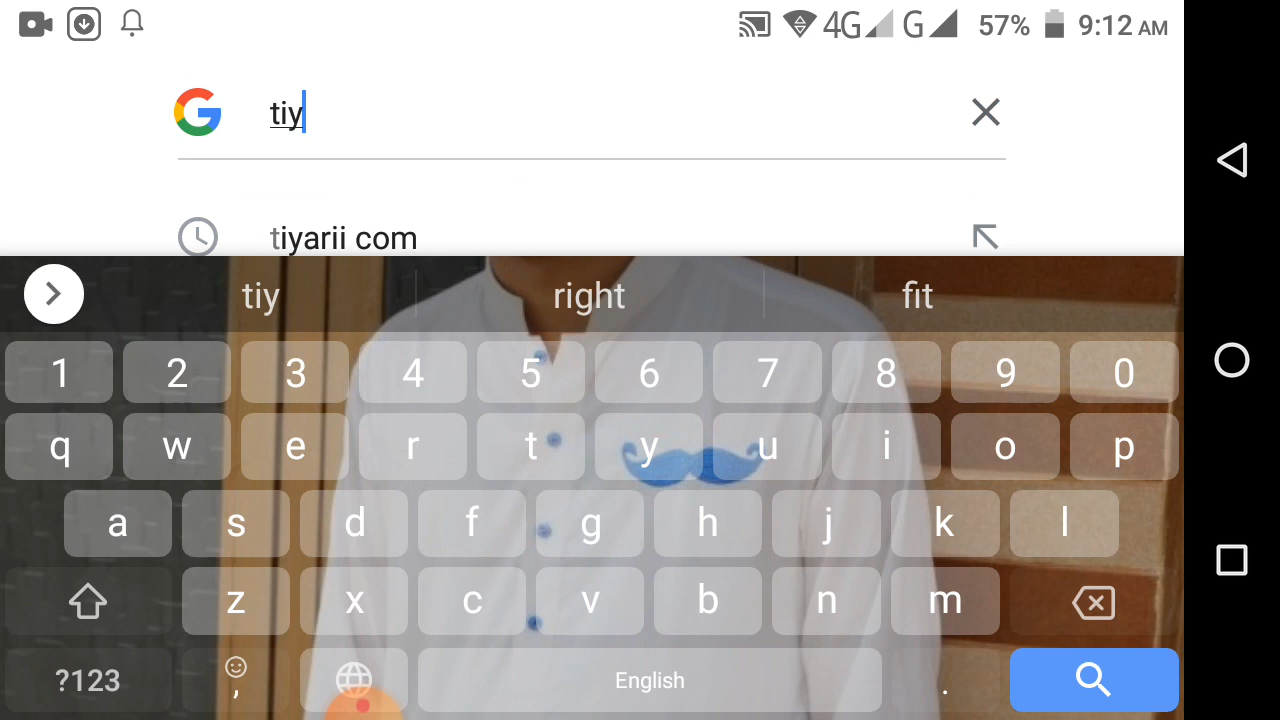 4G G 57% 9:12 AM
tiy
tiyarii com
tiy right fit
1 2 3 4 5 6 7 8 9 0
q w e r t y u i o p
a s d f g h j k l
z x c v b n m
?123 , English .